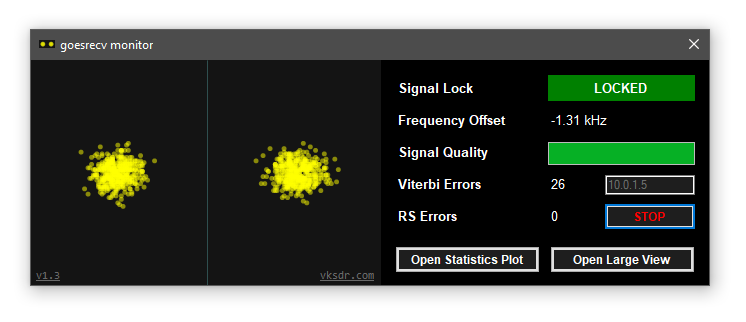 goesrecv monitor
Signal Lock LOCKED
Frequency Offset -1.31 kHz
Signal Quality
Viterbi Errors 26 10.0.1.5
RS Errors 0 STOP
v1.3 vksdr.com
Open Statistics Plot Open Large View